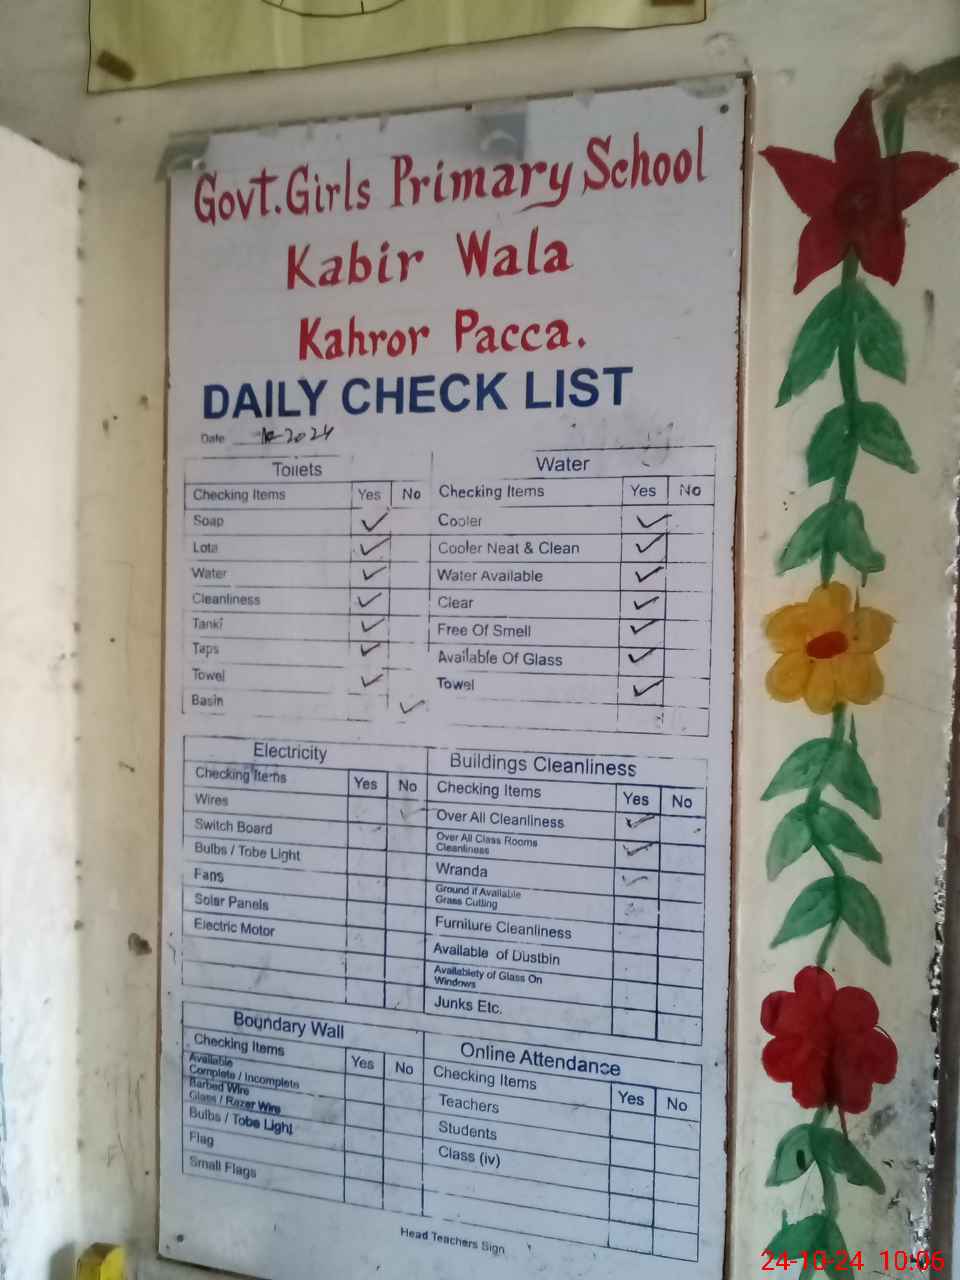 Govt. Girls Primary School
Kabir Wala
Kahror Pacca.
DAILY CHECK LIST
Date 2024
Toilets
Checking Items Yes No
Soap ✓
Lota ✓
Water ✓
Cleanliness ✓
Tanki ✓
Taps ✓
Towel ✓
Basin ✓
Water
Checking Items Yes No
Cooler ✓
Cooler Neat & Clean ✓
Water Available ✓
Clear ✓
Free Of Smell ✓
Available Of Glass ✓
Towel ✓
Electricity
Checking Items Yes No
Wires
Switch Board
Bulbs / Tobe Light
Fans
Solar Panels
Electric Motor
Buildings Cleanliness
Checking Items Yes No
Over All Cleanliness ✓
Over All Class Rooms
Cleanliness ✓
Wranda ✓
Ground if Available
Grass Cutting
Furniture Cleanliness
Available of Dustbin
Availablety of Glass On
Windows
Junks Etc.
Boundary Wall
Checking Items Yes No
Available
Complete / Incomplete
Barbed Wire
Glass / Razer Wire
Bulbs / Tobe Light
Flag
Small Flags
Online Attendance
Checking Items Yes No
Teachers
Students
Class (iv)
Head Teachers Sign
24-10-24 10:06